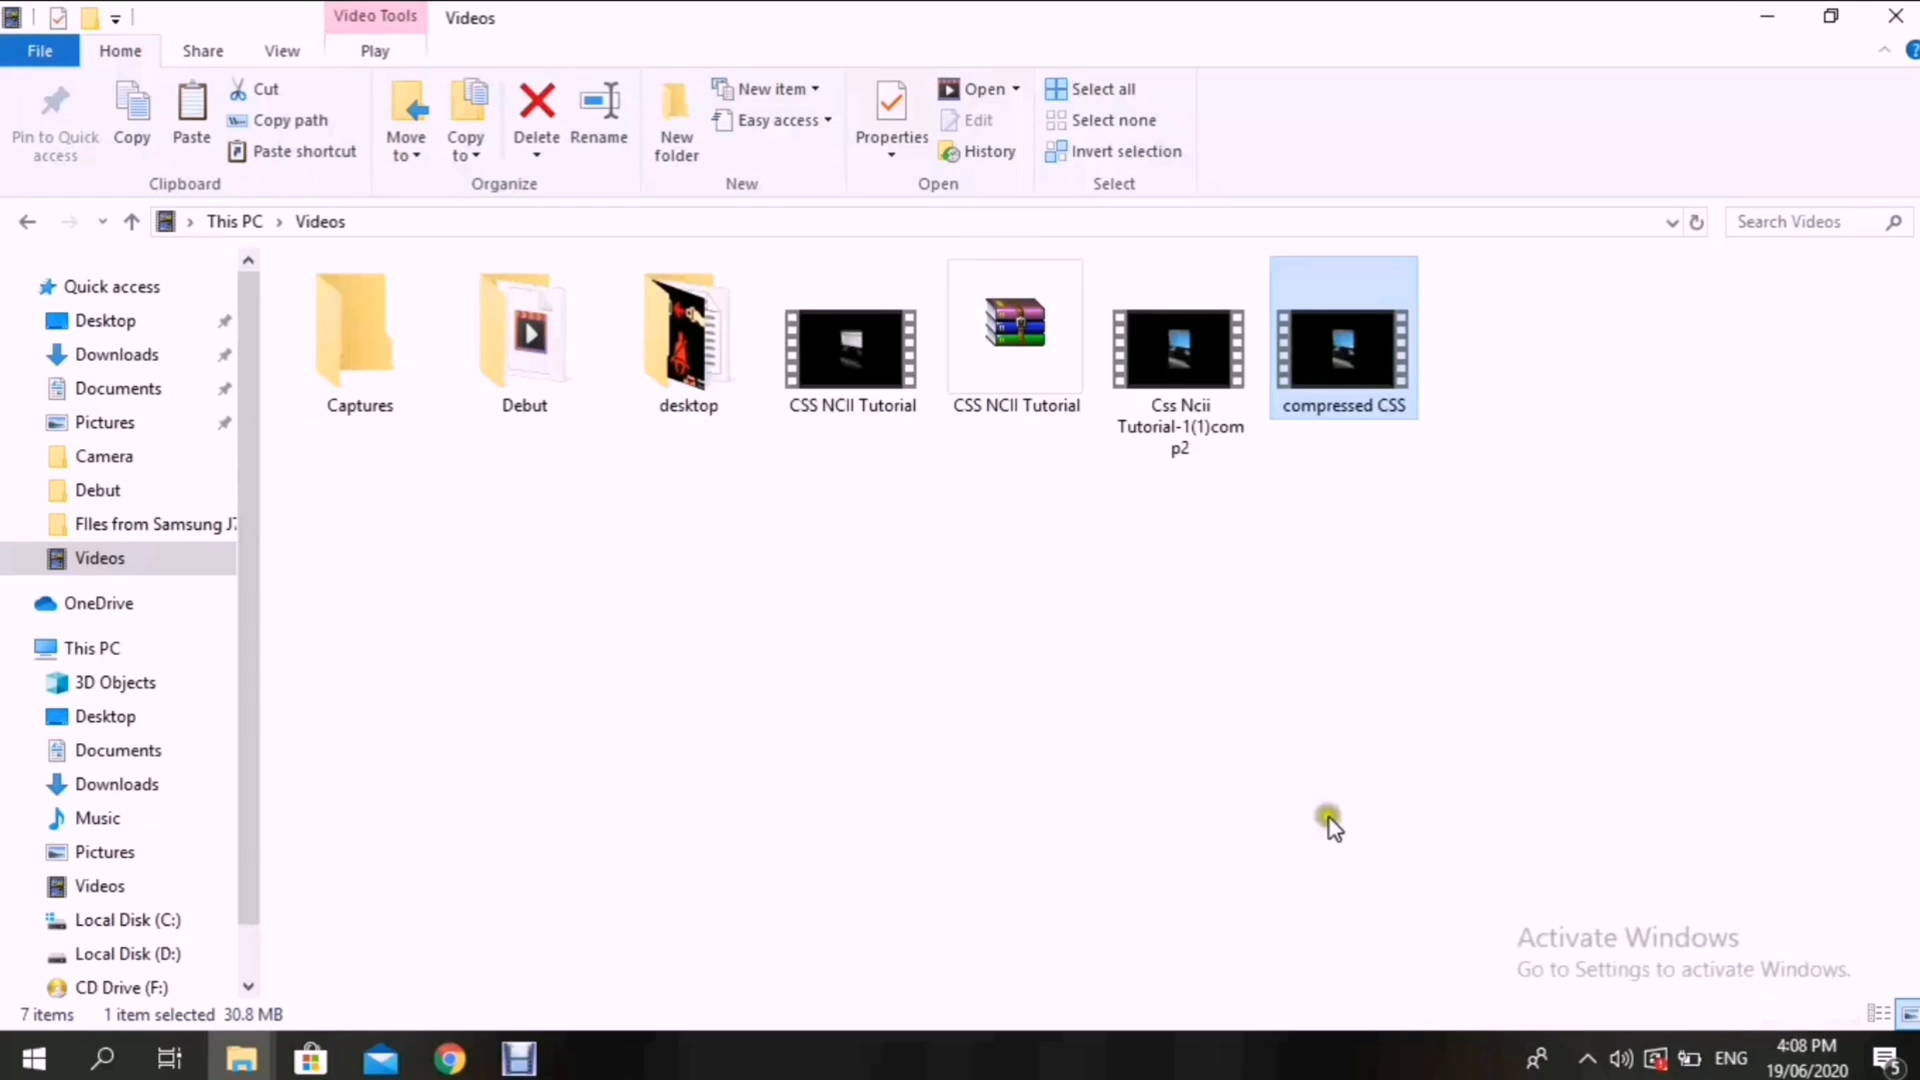 Video Tools
Videos
File
Home
Share
View
Play
Pin to Quick access
Copy
Paste
Cut
Copy path
Paste shortcut
Clipboard
Move to
Copy to
Delete
Rename
Organize
New folder
New item
Easy access
New
Properties
Open
Edit
History
Open
Select all
Select none
Invert selection
Select
This PC
Videos
Search Videos
Quick access
Desktop
Downloads
Documents
Pictures
Camera
Debut
FIles from Samsung J7
Videos
OneDrive
This PC
3D Objects
Desktop
Documents
Downloads
Music
Pictures
Videos
Local Disk (C:)
Local Disk (D:)
CD Drive (F:)
Captures
Debut
desktop
CSS NCII Tutorial
CSS NCII Tutorial
Css Ncii
Tutorial-1(1)com
p2
compressed CSS
Activate Windows
Go to Settings to activate Windows.
7 items
1 item selected 30.8 MB
ENG
4:08 PM
19/06/2020
5